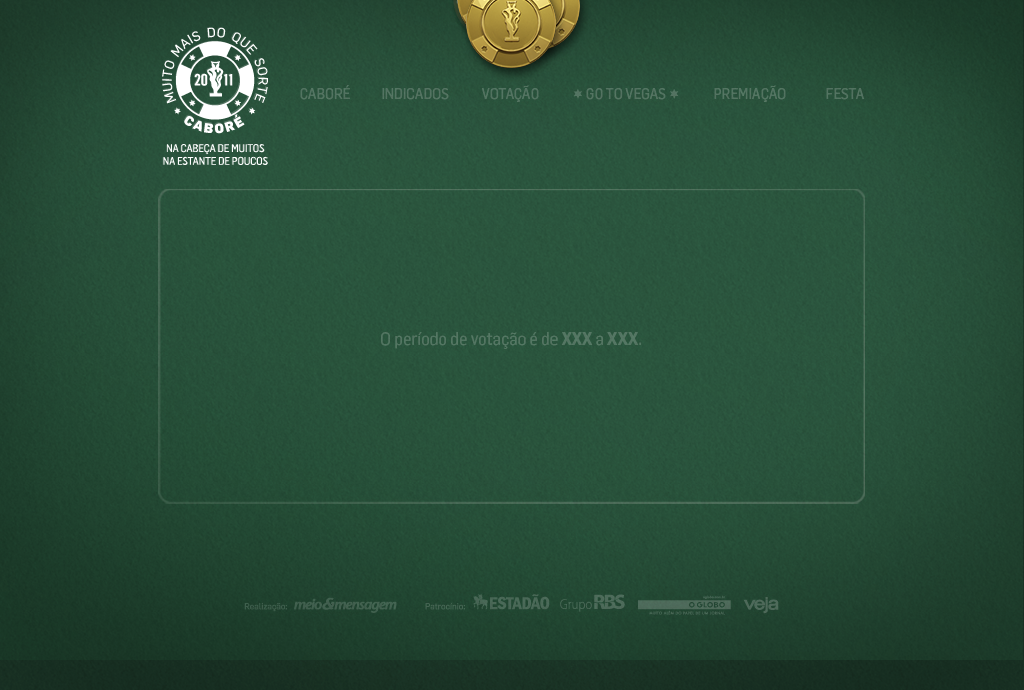 MUITO MAIS DO QUE SORTE
2011
CABORÉ
NA CABEÇA DE MUITOS
NA ESTANTE DE POUCOS
CABORÉ
INDICADOS
VOTAÇÃO
* GO TO VEGAS *
PREMIAÇÃO
FESTA
O período de votação é de XXX a XXX.
Realização: meio&mensagem
Patrocínio: ESTADÃO
Grupo RBS
O GLOBO
veja